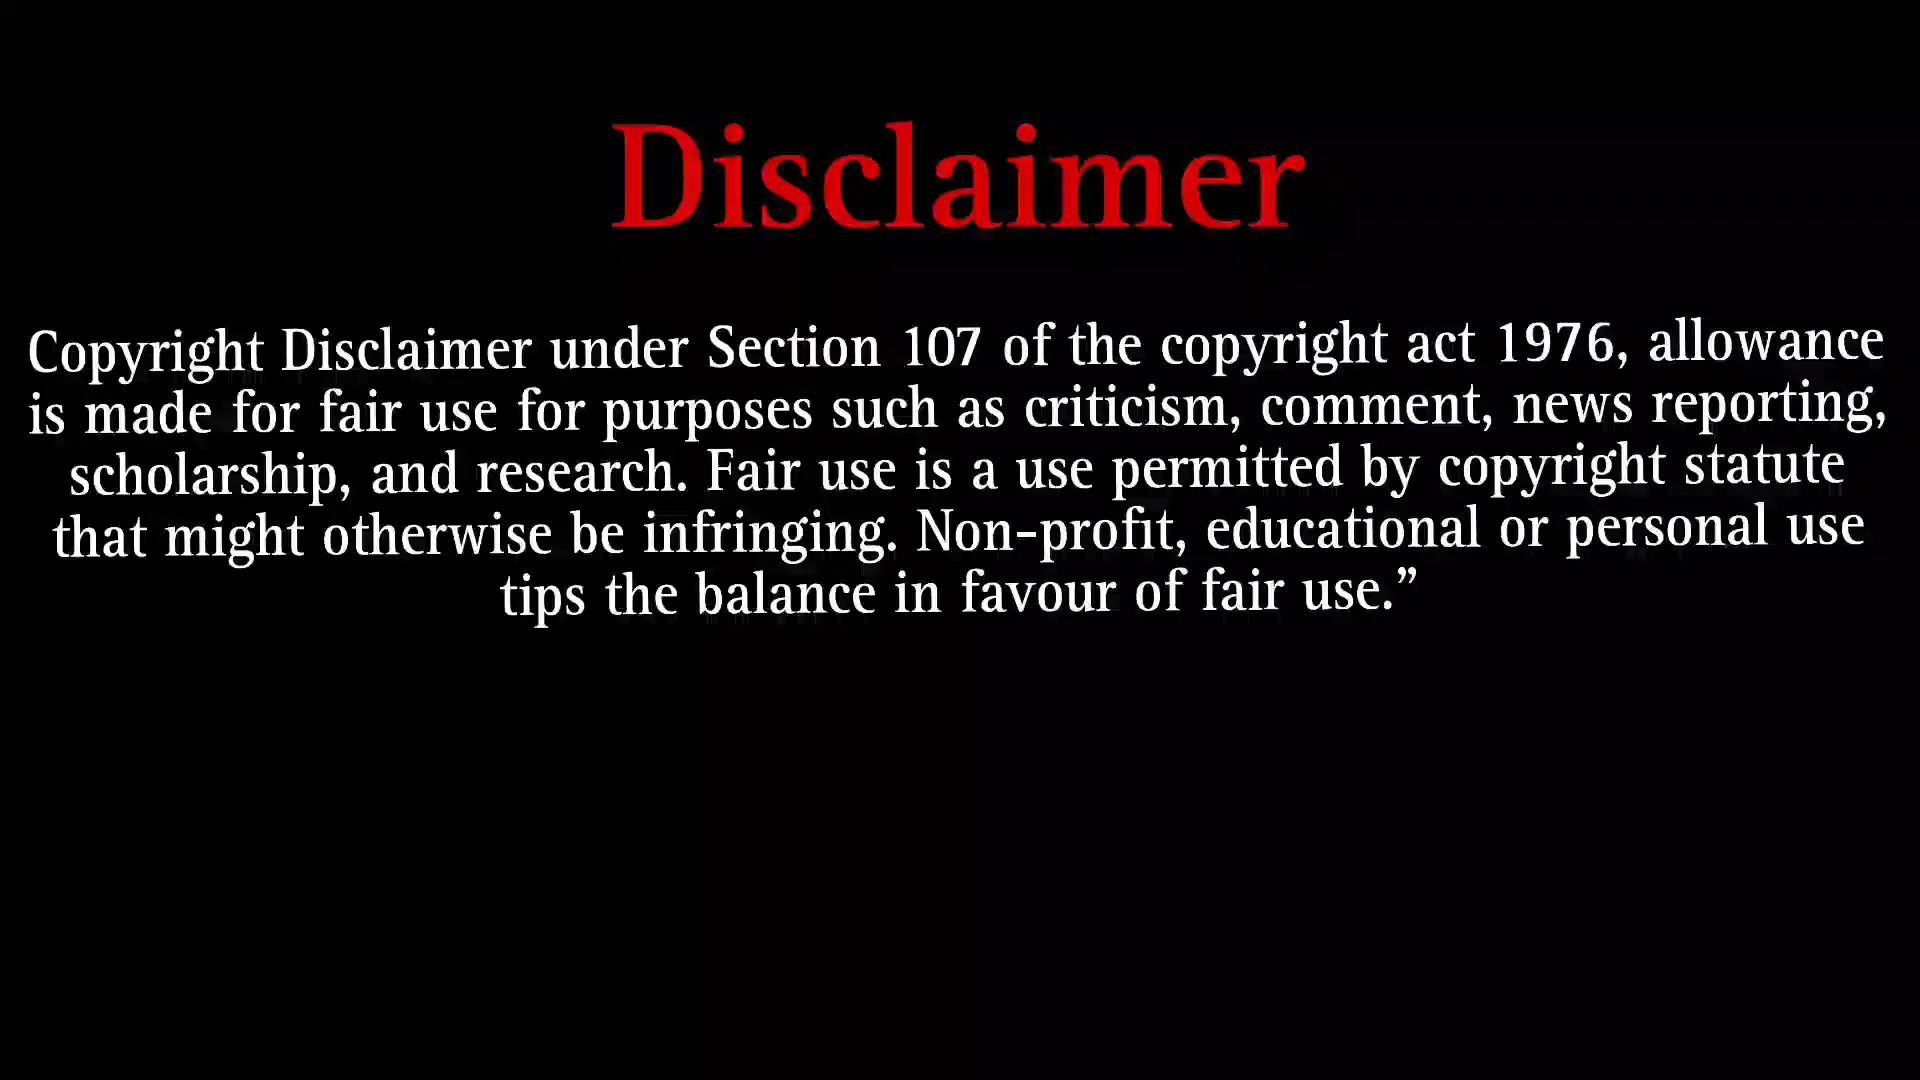 Disclaimer
Copyright Disclaimer under Section 107 of the copyright act 1976, allowance
is made for fair use for purposes such as criticism, comment, news reporting,
scholarship, and research. Fair use is a use permitted by copyright statute
that might otherwise be infringing. Non-profit, educational or personal use
tips the balance in favour of fair use.”